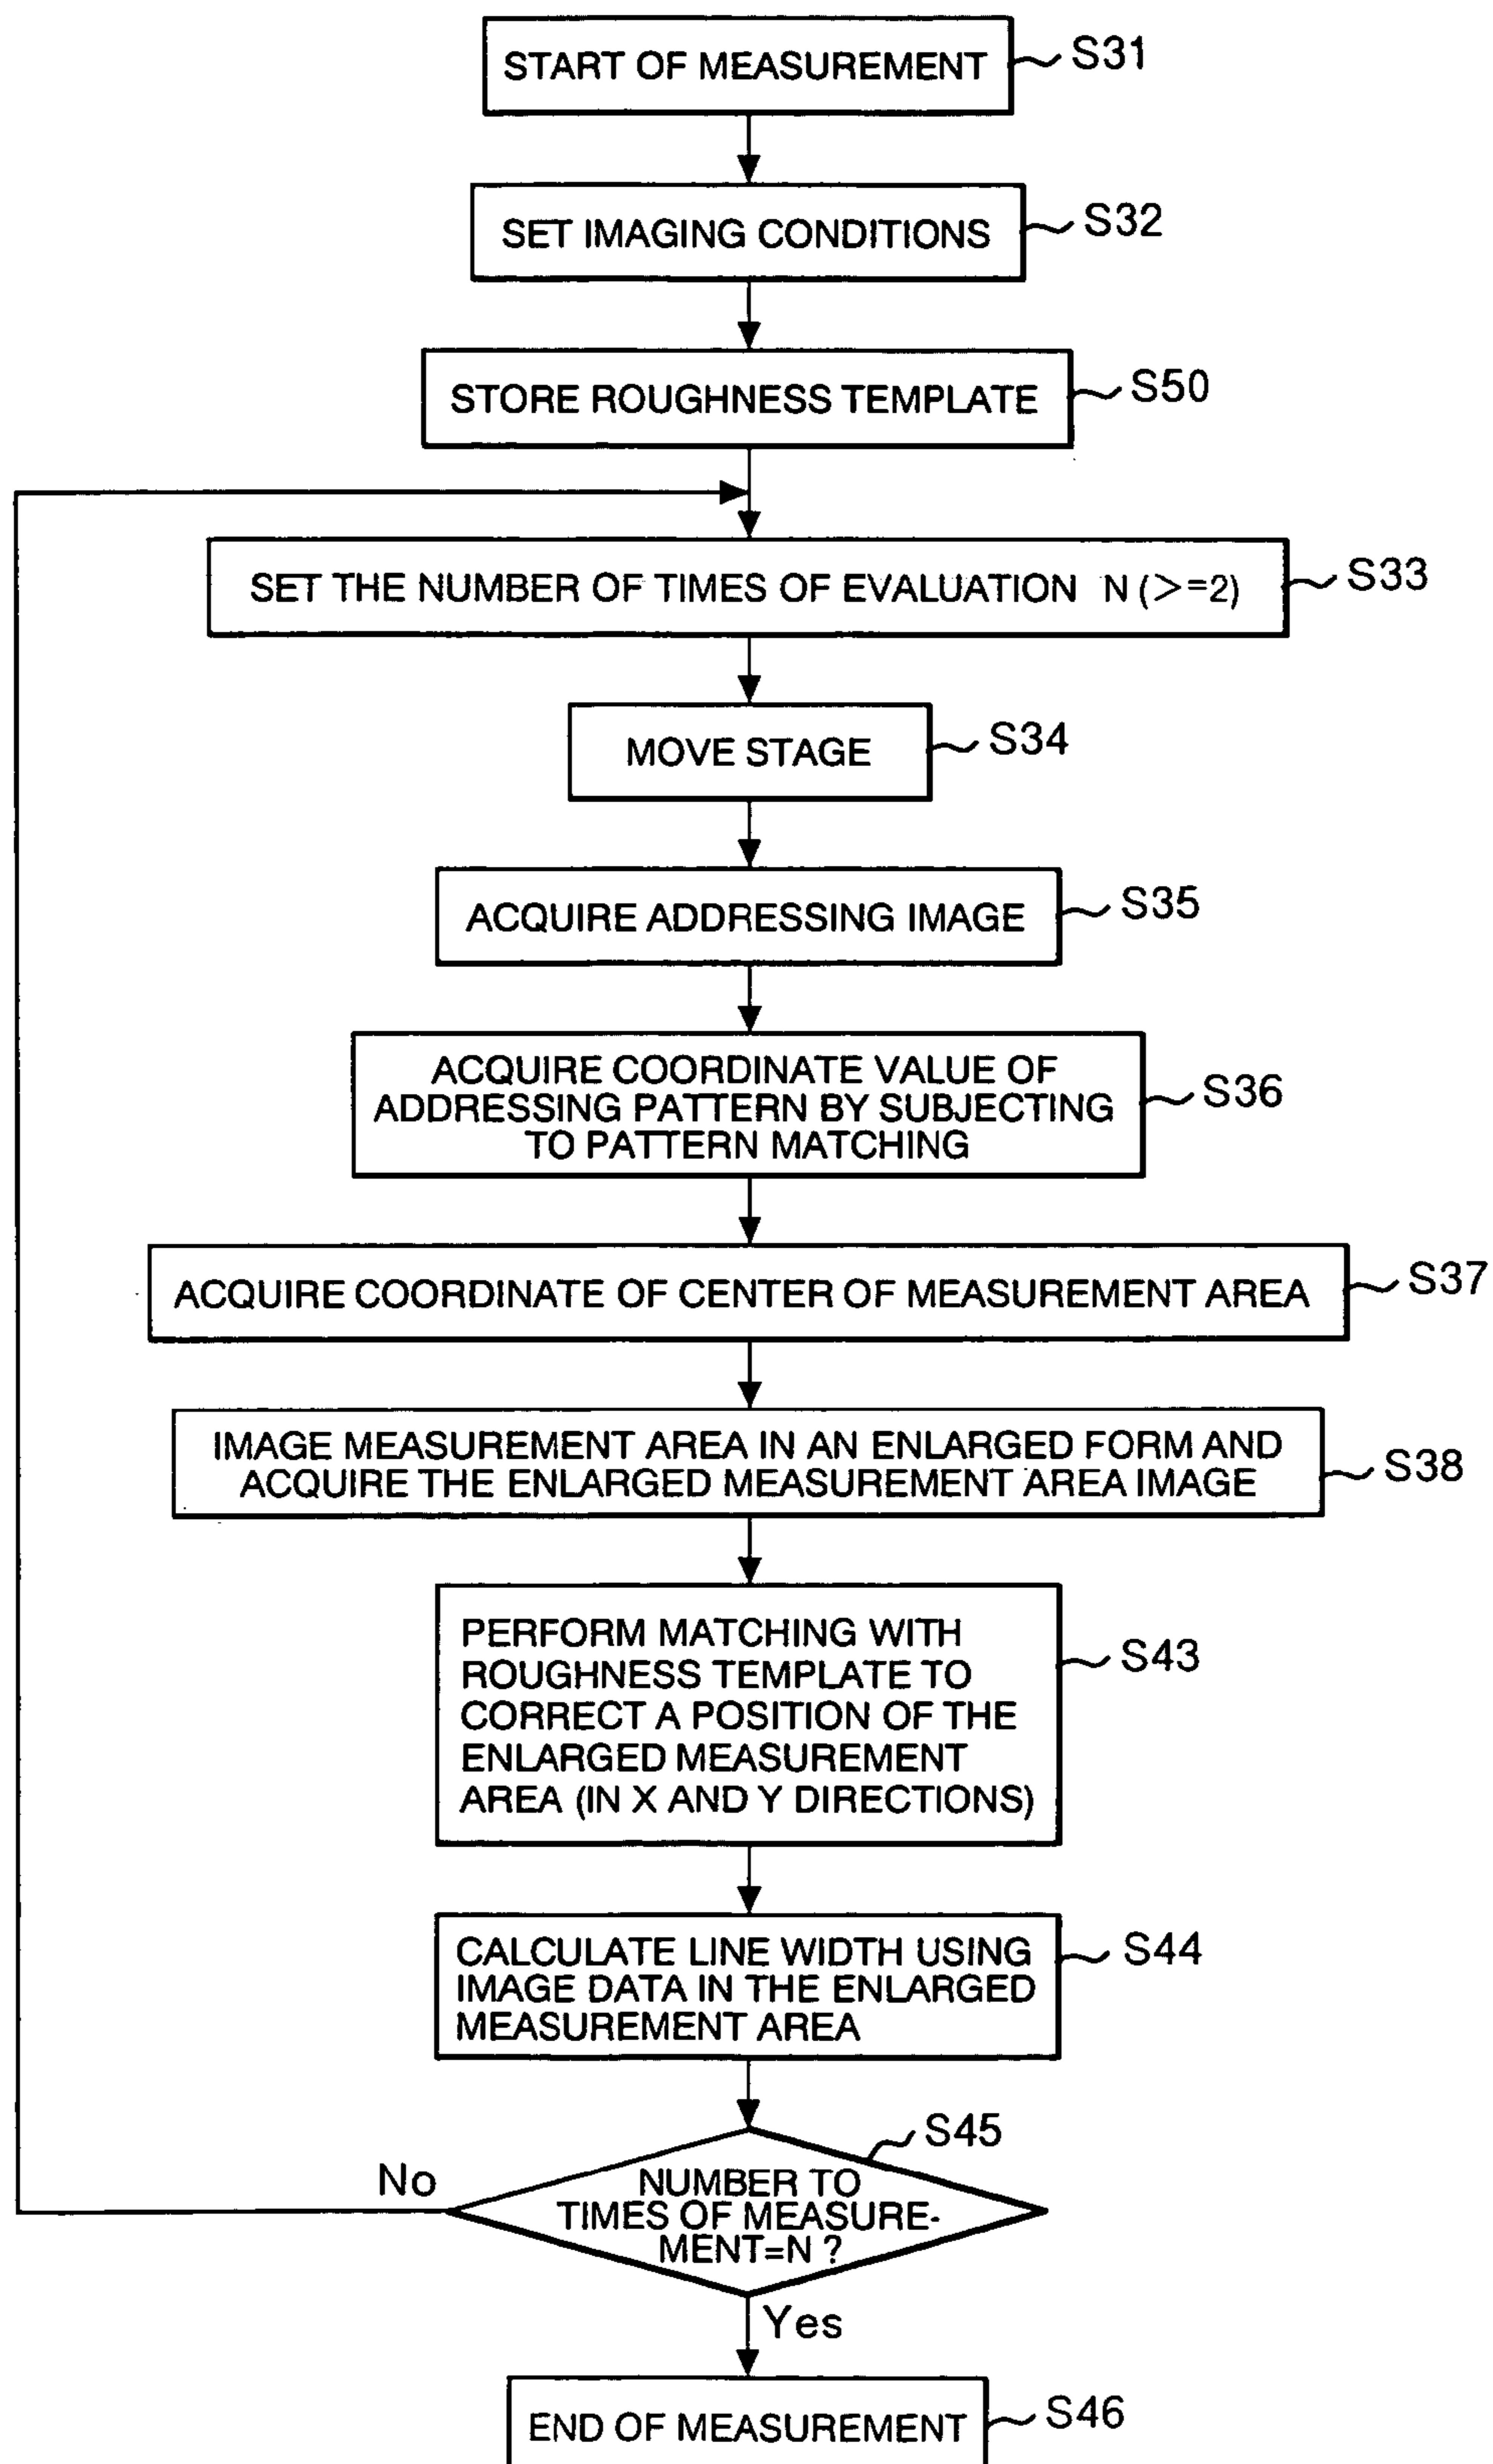 START OF MEASUREMENT
S31
SET IMAGING CONDITIONS
S32
STORE ROUGHNESS TEMPLATE
S50
SET THE NUMBER OF TIMES OF EVALUATION N (>=2)
S33
MOVE STAGE
S34
ACQUIRE ADDRESSING IMAGE
S35
ACQUIRE COORDINATE VALUE OF
ADDRESSING PATTERN BY SUBJECTING
TO PATTERN MATCHING
S36
ACQUIRE COORDINATE OF CENTER OF MEASUREMENT AREA
S37
IMAGE MEASUREMENT AREA IN AN ENLARGED FORM AND
ACQUIRE THE ENLARGED MEASUREMENT AREA IMAGE
S38
PERFORM MATCHING WITH
ROUGHNESS TEMPLATE TO
CORRECT A POSITION OF THE
ENLARGED MEASUREMENT
AREA (IN X AND Y DIRECTIONS)
S43
CALCULATE LINE WIDTH USING
IMAGE DATA IN THE ENLARGED
MEASUREMENT AREA
S44
S45
No
NUMBER TO
TIMES OF MEASURE-
MENT=N ?
Yes
END OF MEASUREMENT
S46